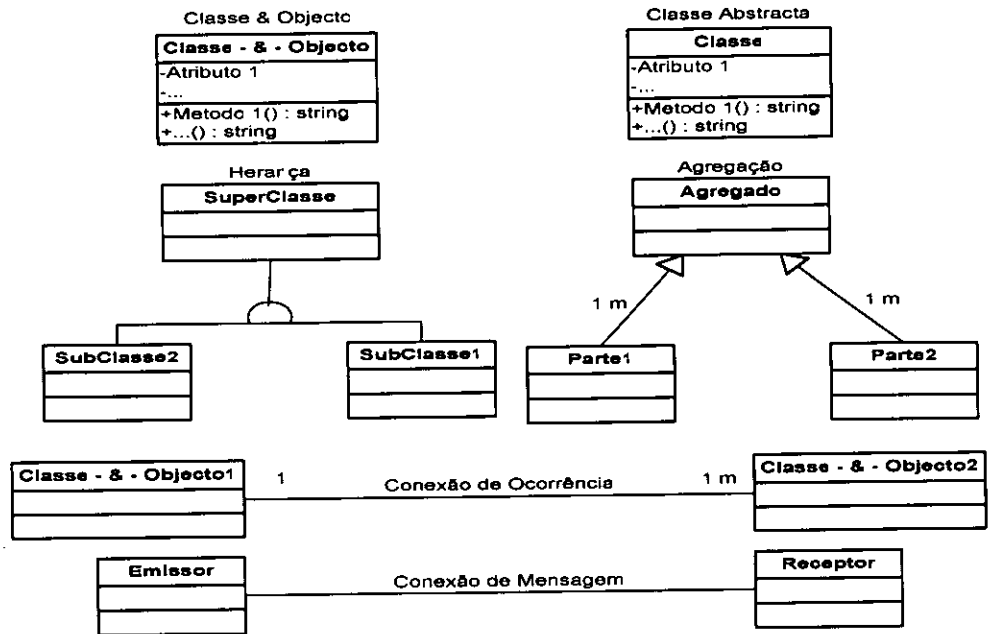 Classe & Objecto
Classe - & - Objecto
-Atributo 1
-...
+Metodo 1() : string
+...() : string
Classe Abstracta
Classe
-Atributo 1
-...
+Metodo 1() : string
+...() : string
Herança
SuperClasse
SubClasse2
SubClasse1
Agregação
Agregado
1 m
1 m
Parte1
Parte2
Classe - & - Objecto1
1
Conexão de Ocorrência
1 m
Classe - & - Objecto2
Emissor
Conexão de Mensagem
Receptor